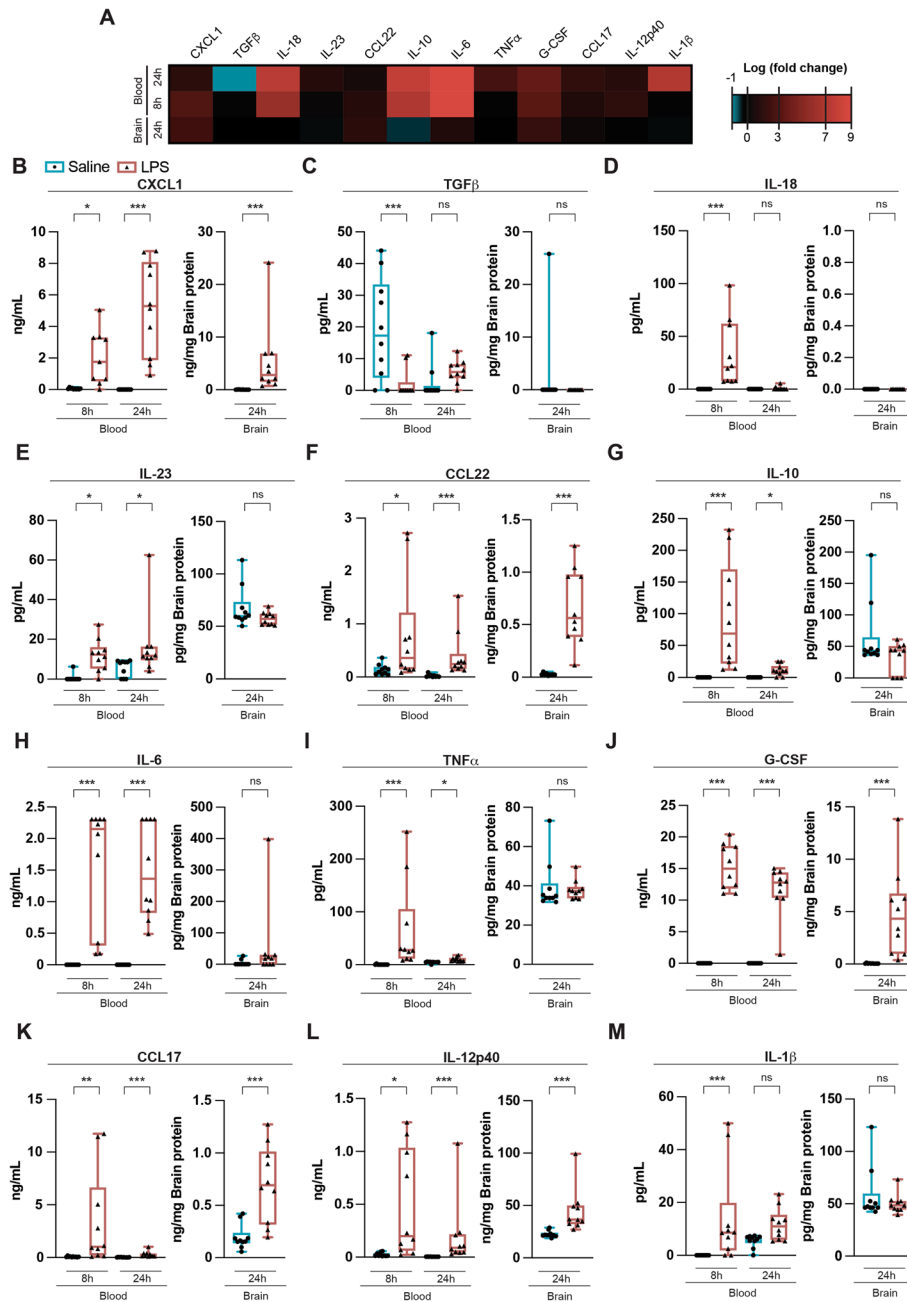 A
CXCL1 TGFβ IL-18 IL-23 CCL22 IL-10 IL-6 TNFα G-CSF CCL17 IL-12p40 IL-1β
Blood 24h
8h
Brain 24h
Log (fold change)
-1 0 3 7 9
Saline LPS
B CXCL1
* *** ***
ng/mL 10 8 6 4 2 0
ng/mg Brain protein 30 20 10 0
8h 24h 24h
Blood Brain
C TGFβ
*** ns ns
pg/mL 50 40 30 20 10 0
pg/mg Brain protein 30 20 10 0
8h 24h 24h
Blood Brain
D IL-18
*** ns ns
pg/mL 150 100 50 0
pg/mg Brain protein 1.0 0.8 0.6 0.4 0.2 0.0
8h 24h 24h
Blood Brain
E IL-23
* * ns
pg/mL 80 60 40 20 0
pg/mg Brain protein 150 100 50 0
8h 24h 24h
Blood Brain
F CCL22
* *** ***
ng/mL 3 2 1 0
ng/mg Brain protein 1.5 1.0 0.5 0.0
8h 24h 24h
Blood Brain
G IL-10
*** * ns
pg/mL 250 200 150 100 50 0
pg/mg Brain protein 250 200 150 100 50 0
8h 24h 24h
Blood Brain
H IL-6
*** *** ns
ng/mL 2.5 2.0 1.5 1.0 0.5 0.0
pg/mg Brain protein 500 400 300 200 100 0
8h 24h 24h
Blood Brain
I TNFα
*** * ns
pg/mL 300 200 150 100 50 0
pg/mg Brain protein 80 60 40 20 0
8h 24h 24h
Blood Brain
J G-CSF
*** *** ***
ng/mL 25 20 15 10 5 0
ng/mg Brain protein 15 10 5 0
8h 24h 24h
Blood Brain
K CCL17
** *** ***
ng/mL 15 10 5 0
ng/mg Brain protein 1.5 1.0 0.5 0.0
8h 24h 24h
Blood Brain
L IL-12p40
* *** ***
ng/mL 1.5 1.0 0.5 0.0
ng/mg Brain protein 150 100 50 0
8h 24h 24h
Blood Brain
M IL-1β
*** ns ns
pg/mL 60 40 20 0
pg/mg Brain protein 150 100 50 0
8h 24h 24h
Blood Brain